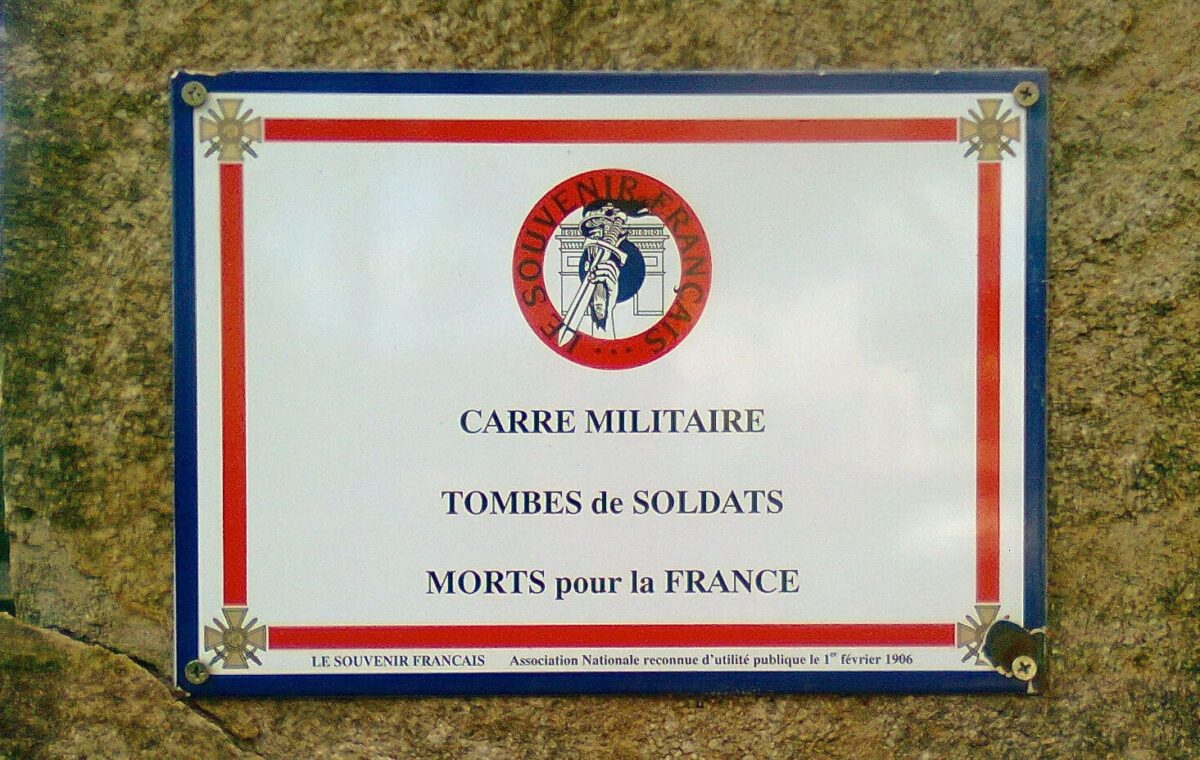 LE SOUVENIR FRANÇAIS ...
CARRE MILITAIRE
TOMBES de SOLDATS
MORTS pour la FRANCE
LE SOUVENIR FRANCAIS Association Nationale reconnue d'utilité publique le 1er février 1906